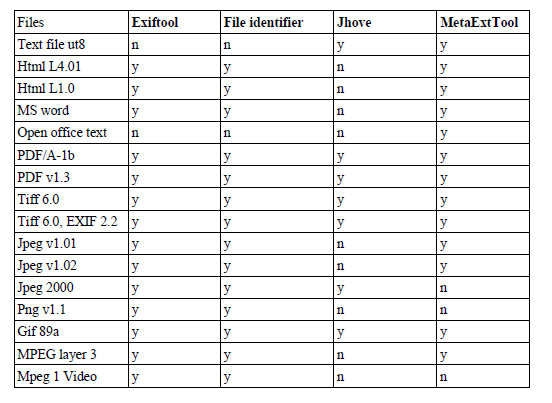 Files Exiftool File identifier Jhove MetaExtTool
Text file ut8 n n y y
Html L4.01 y y n y
Html L1.0 y y n y
MS word y y n y
Open office text n n n y
PDF/A-1b y y y y
PDF v1.3 y y y y
Tiff 6.0 y y y y
Tiff 6.0, EXIF 2.2 y y y y
Jpeg v1.01 y y n y
Jpeg v1.02 y y n y
Jpeg 2000 y y y n
Png v1.1 y y n n
Gif 89a y y y y
MPEG layer 3 y y n y
Mpeg 1 Video y y n n